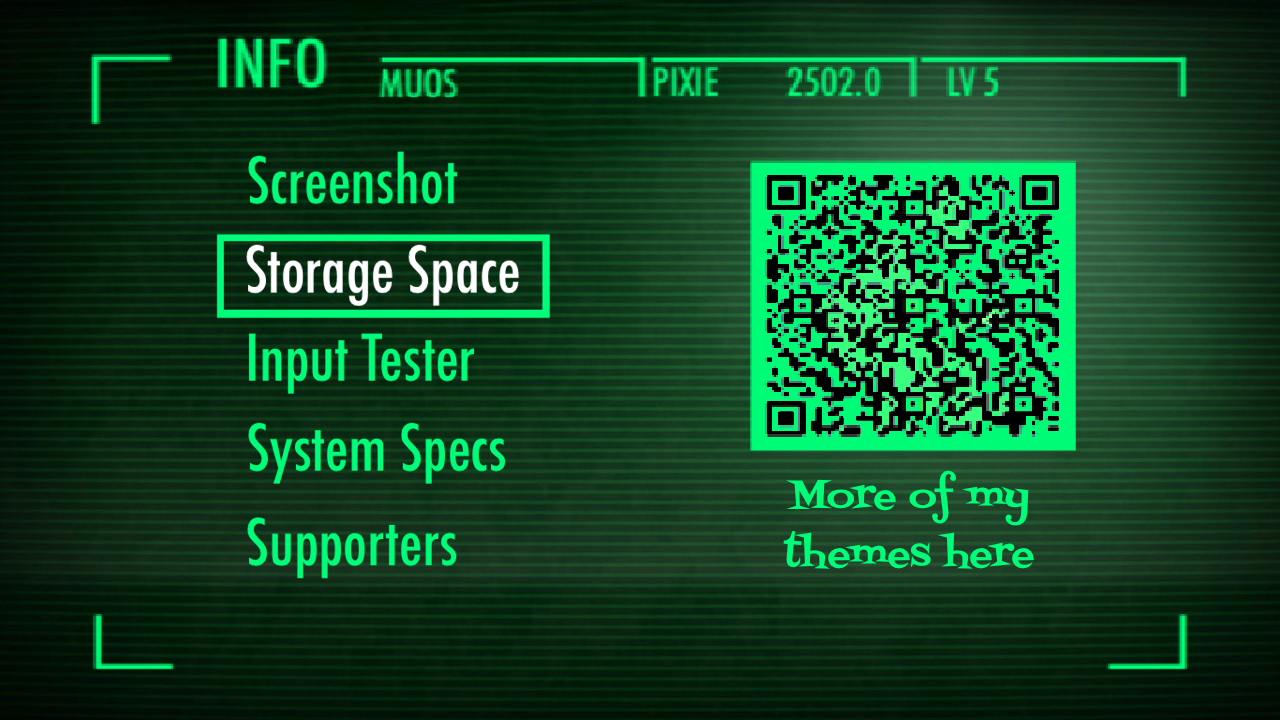 INFO
MUOS PIXIE 2502.0 LV 5
Screenshot
Storage Space
Input Tester
System Specs
Supporters
More of my
themes here